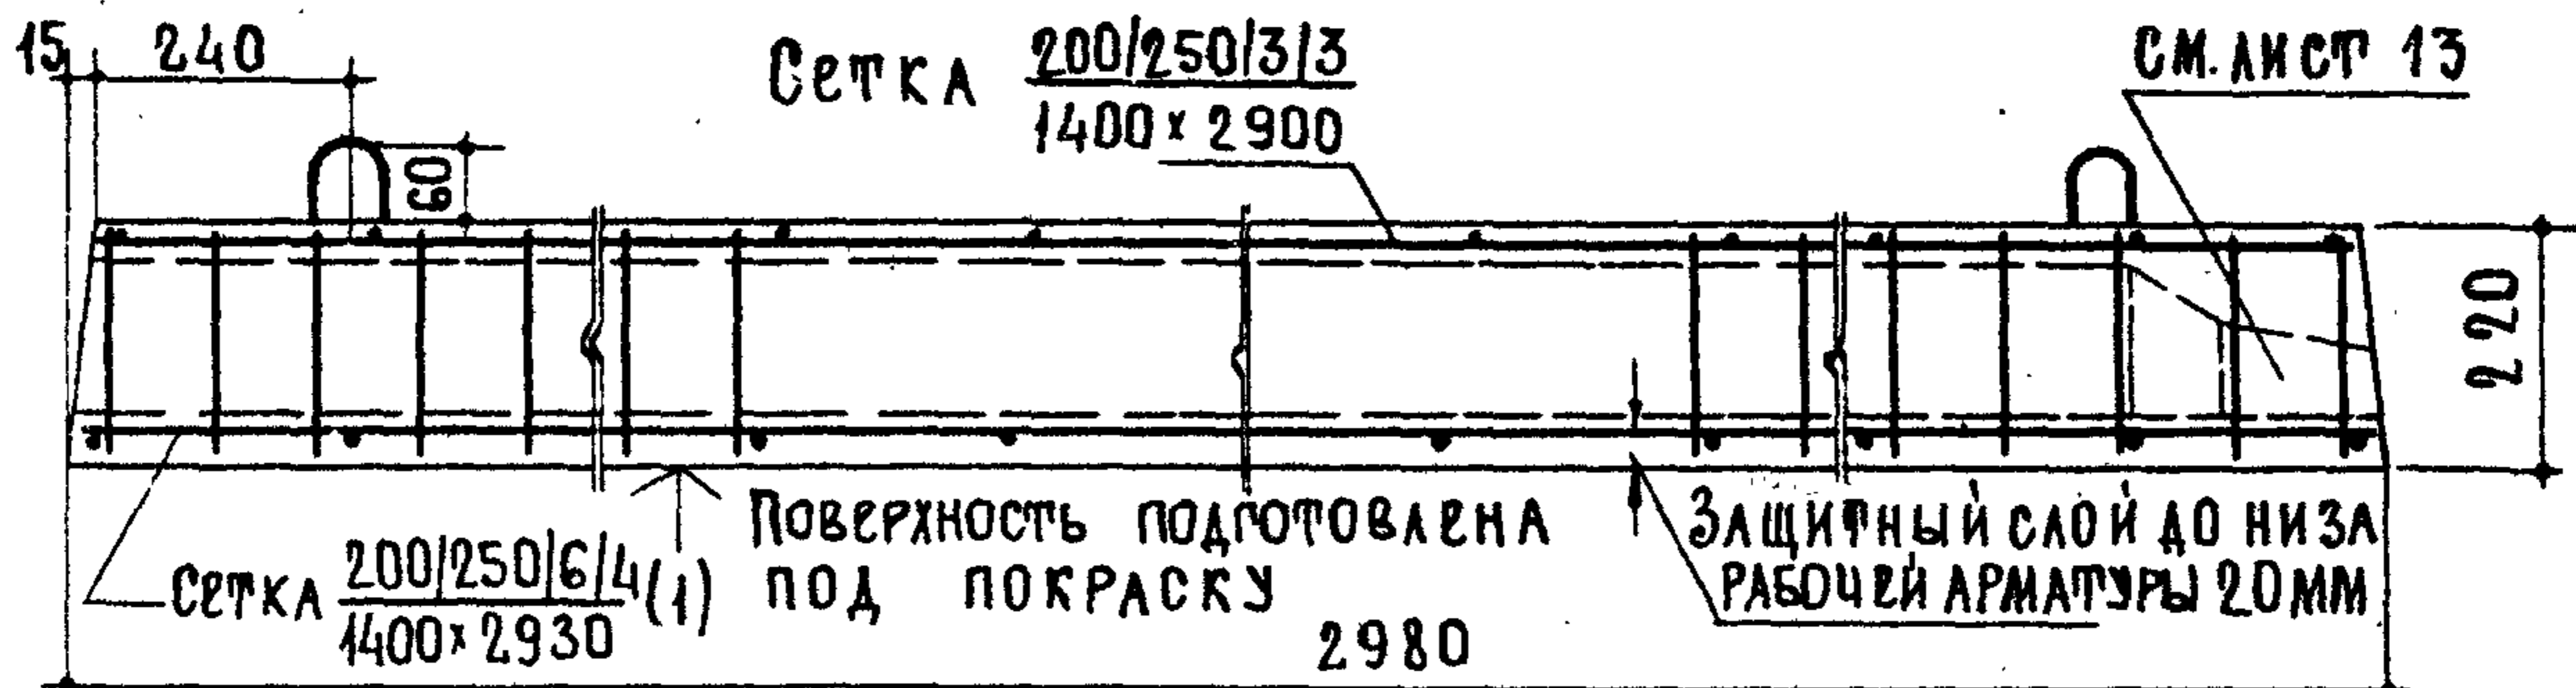 15 240
Сетка 200/250/3/3
1400×2900
См. лист 13
60
220
Поверхность подготовлена
под покраску
Сетка 200/250/6/4 (1)
1400×2930
Защитный слой до низа
рабочей арматуры 20мм
2980